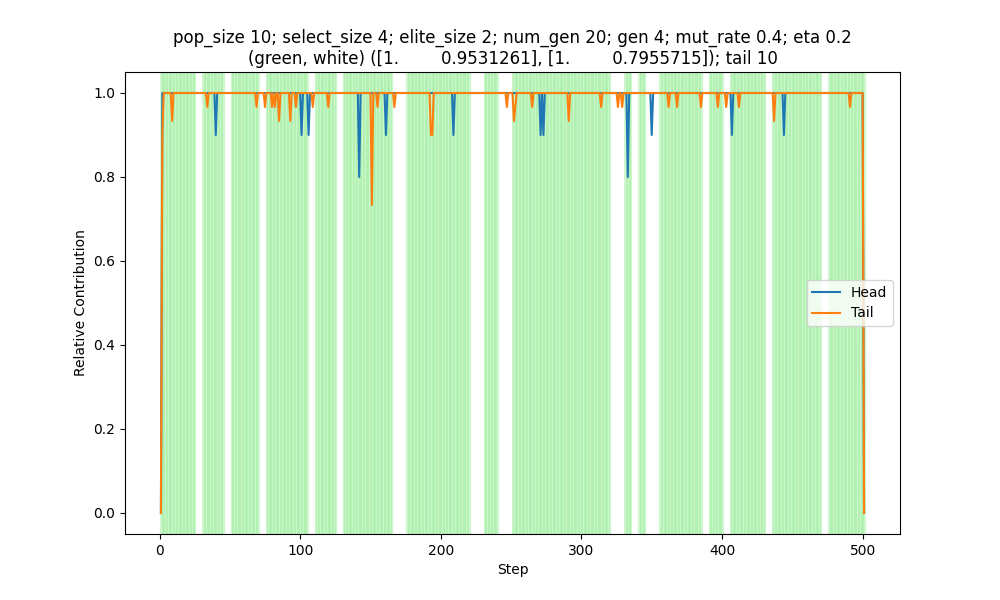 pop_size 10; select_size 4; elite_size 2; num_gen 20; gen 4; mut_rate 0.4; eta 0.2
(green, white) ([1. 0.9531261], [1. 0.7955715]); tail 10
1.0
0.8
0.6
0.4
0.2
0.0
Relative Contribution
Head
Tail
0 100 200 300 400 500
Step